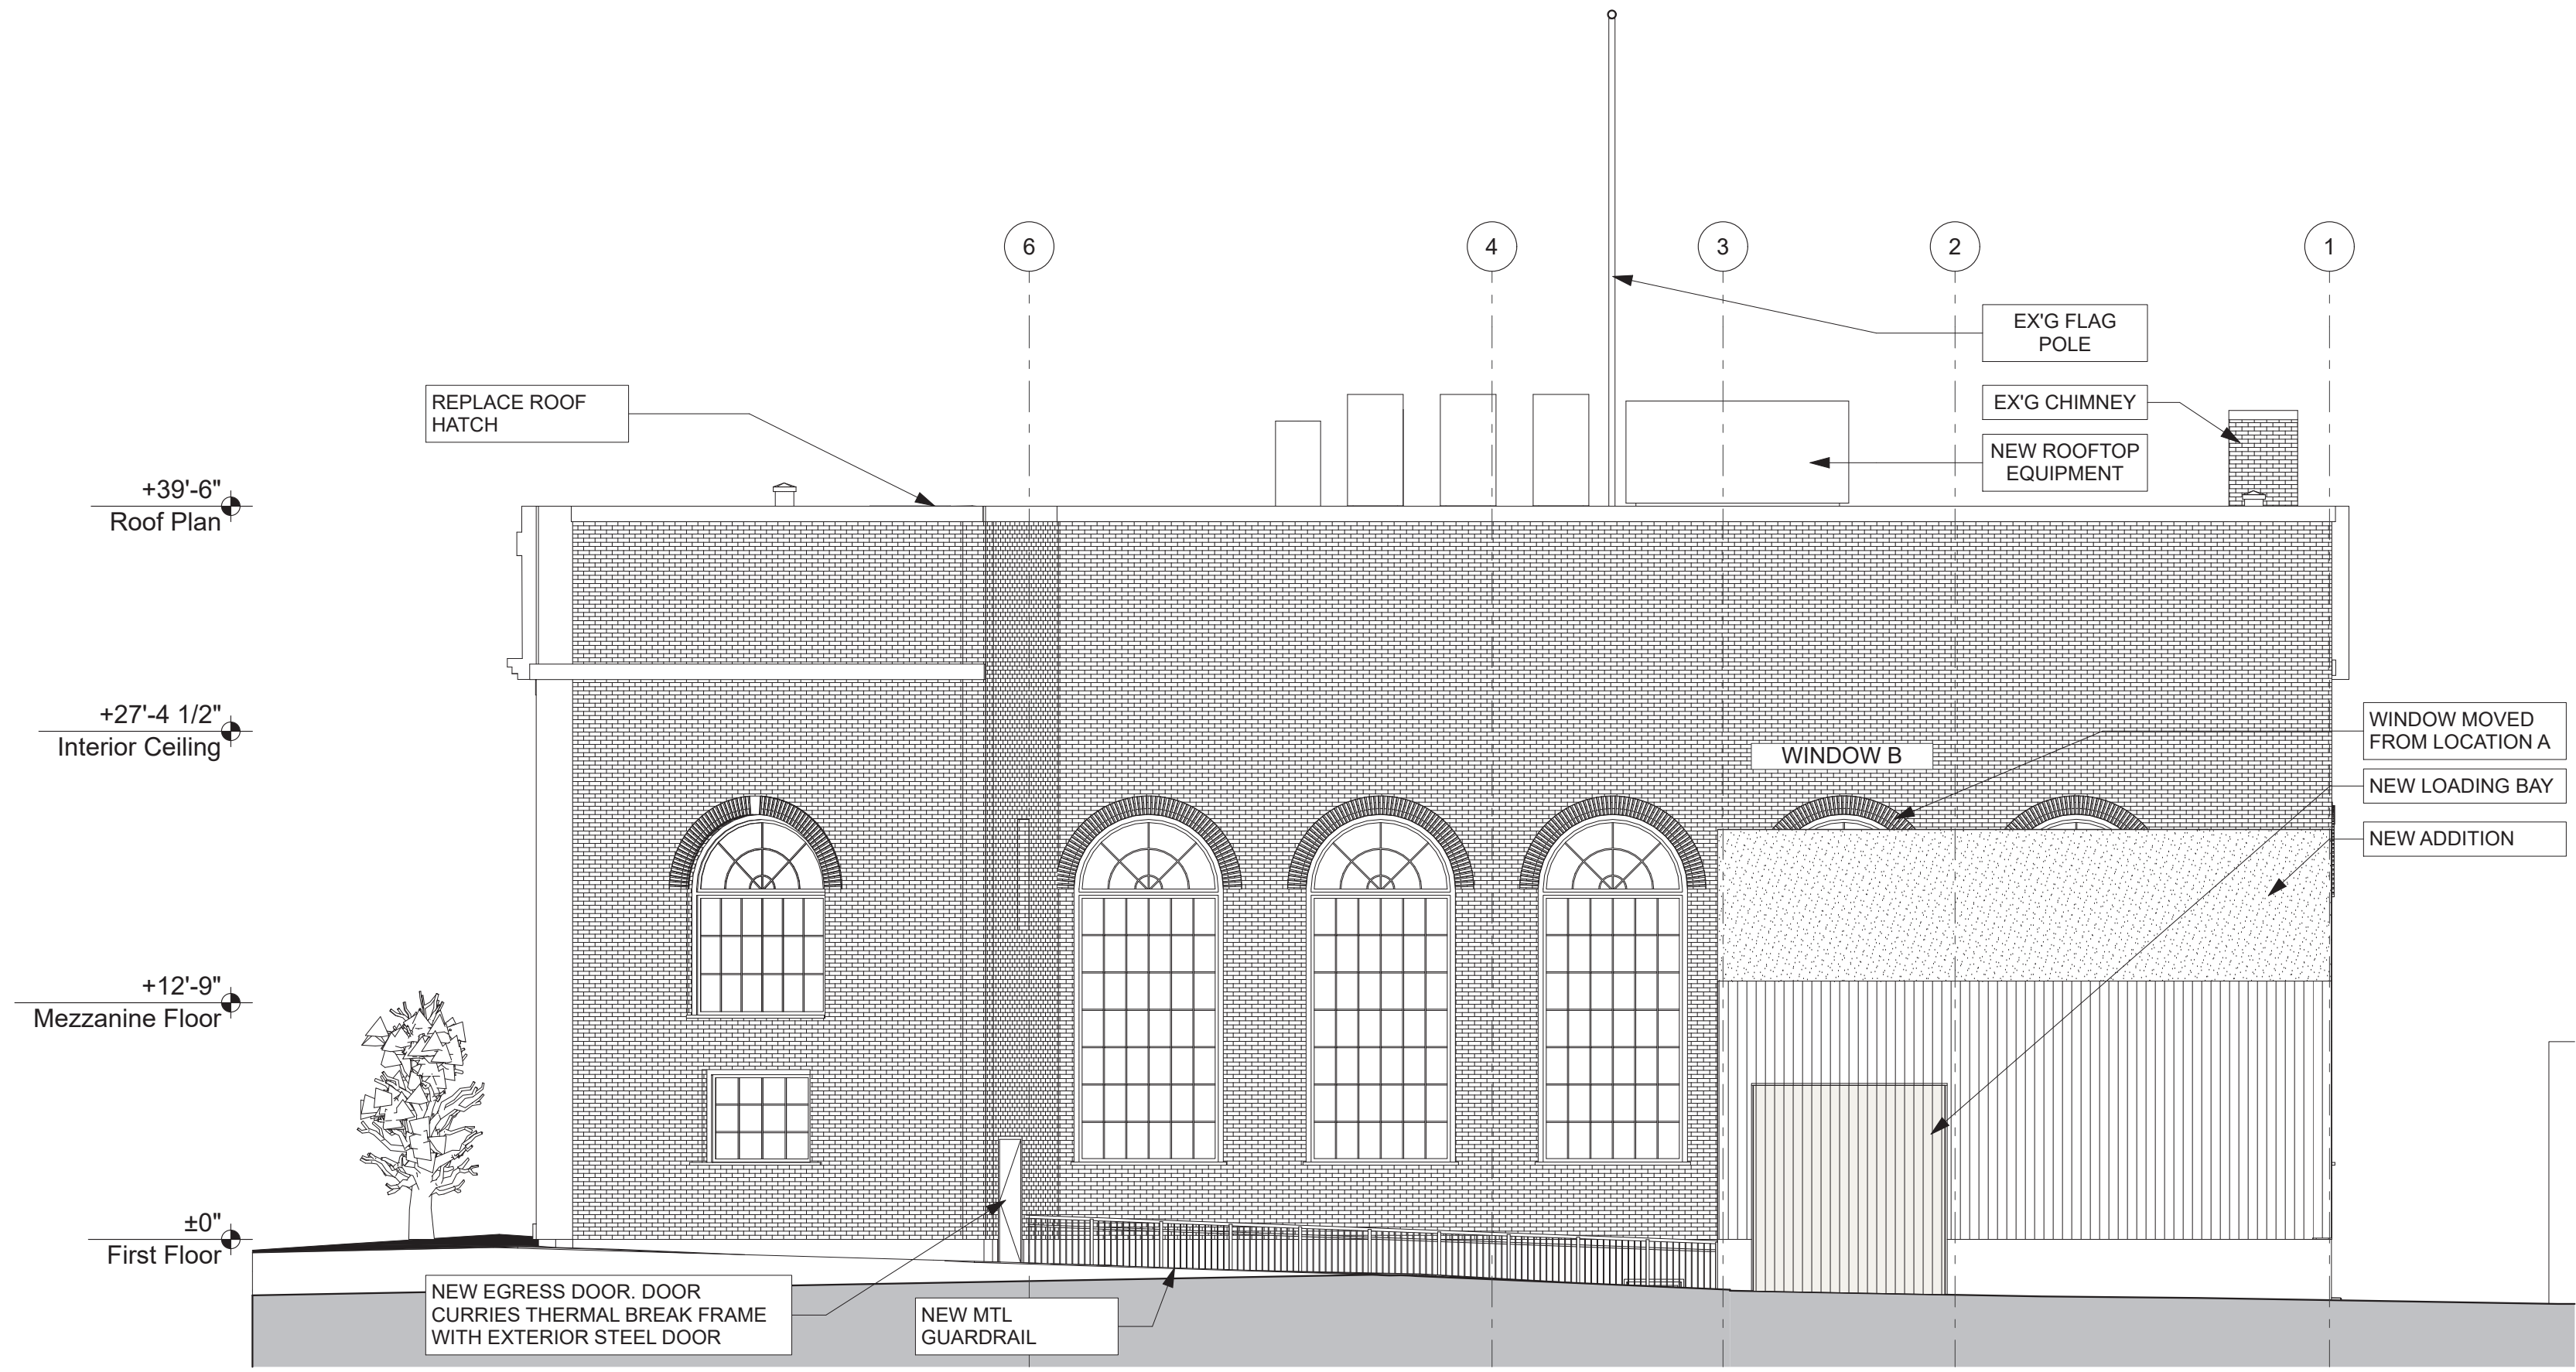 6
4
3
2
1
EX'G FLAG
POLE
REPLACE ROOF
HATCH
EX'G CHIMNEY
NEW ROOFTOP
EQUIPMENT
+39'-6"
Roof Plan
+27'-4 1/2"
Interior Ceiling
WINDOW B
WINDOW MOVED
FROM LOCATION A
NEW LOADING BAY
NEW ADDITION
+12'-9"
Mezzanine Floor
±0"
First Floor
NEW EGRESS DOOR. DOOR
CURRIES THERMAL BREAK FRAME
WITH EXTERIOR STEEL DOOR
NEW MTL
GUARDRAIL